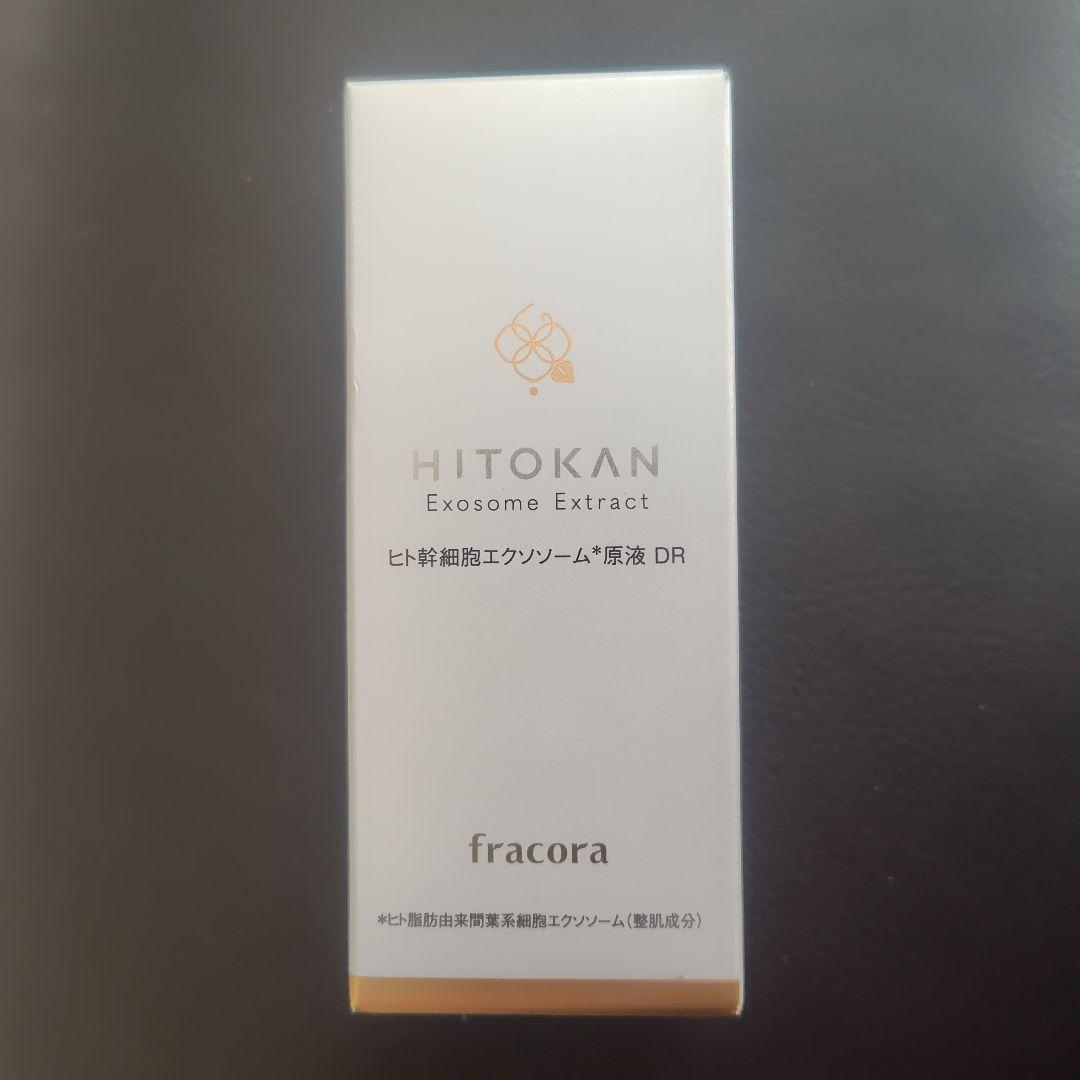 HITOKAN
Exosome Extract
ヒト幹細胞エクソソーム*原液 DR
fracora
*ヒト脂肪由来間葉系細胞エクソソーム(整肌成分)